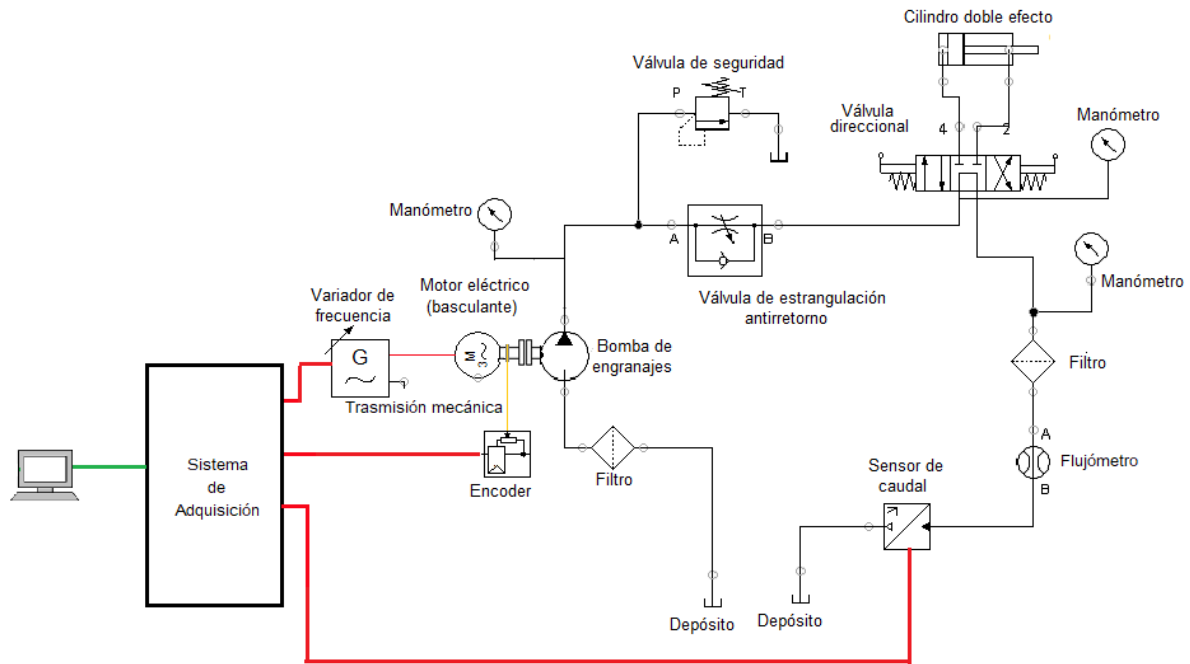 Cilindro doble efecto
Válvula de seguridad
P
T
Válvula
direccional
4
2
Manómetro
Manómetro
A
B
Manómetro
Motor eléctrico
(basculante)
Válvula de estrangulación
antirretorno
Variador de
frecuencia
G
M
3
Bomba de
engranajes
Filtro
Trasmisión mecánica
A
Flujómetro
B
Sistema
de
Adquisición
Encoder
Filtro
Sensor de
caudal
Depósito
Depósito